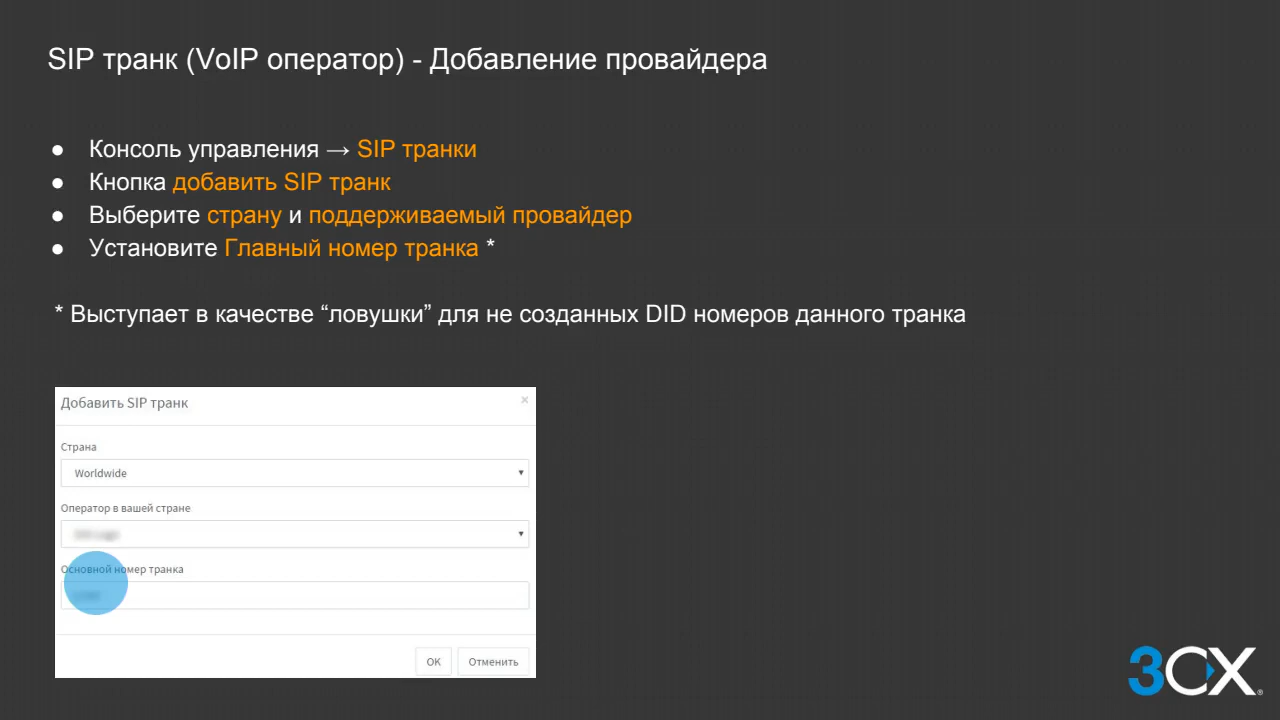 SIP транк (VoIP оператор) - Добавление провайдера
● Консоль управления → SIP транки
● Кнопка добавить SIP транк
● Выберите страну и поддерживаемый провайдер
● Установите Главный номер транка *
* Выступает в качестве “ловушки” для не созданных DID номеров данного транка
Добавить SIP транк ×
Страна
Worldwide
Оператор в вашей стране
Основной номер транка
OK Отменить
3CX®